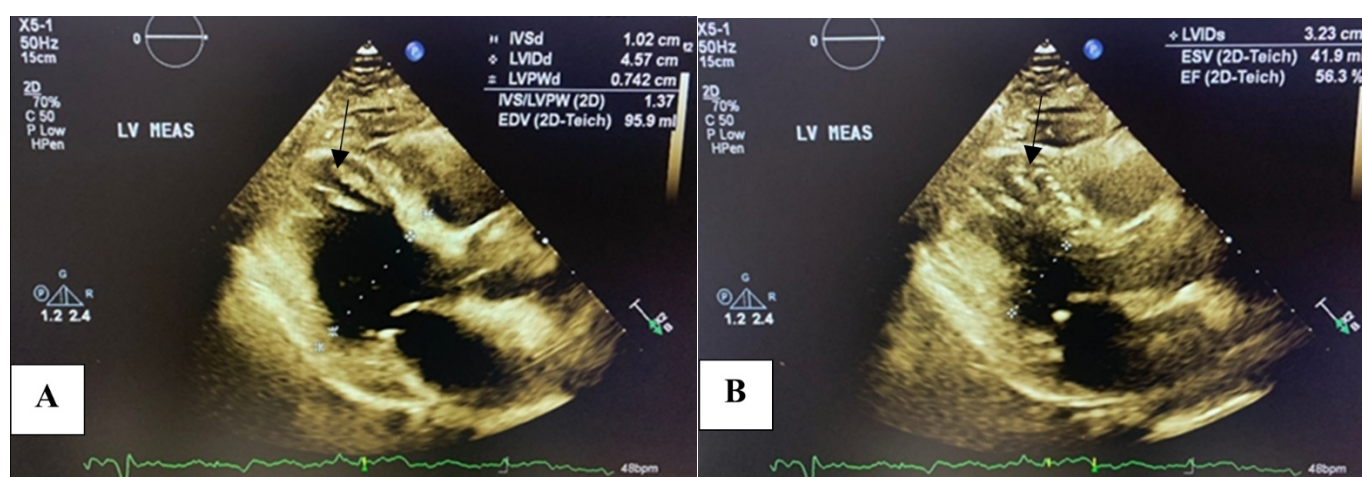 X5-1
50Hz
15cm
0
2D
70%
C 50
P Low
HPen
LV MEAS
IVSd 1.02 cm
LVIDd 4.57 cm
LVPWd 0.742 cm
IVS/LVPW (2D) 1.37
EDV (2D-Teich) 95.9 ml
G
P R
1.2 2.4
A
48bpm
X5-1
50Hz
15cm
0
2D
70%
C 50
P Low
HPen
LV MEAS
LVIDs 3.23 cm
ESV (2D-Teich) 41.9 ml
EF (2D-Teich) 56.3 %
G
P R
1.2 2.4
B
48bpm